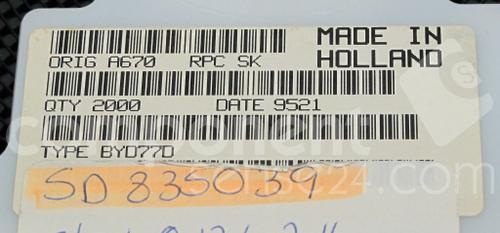 MADE IN
HOLLAND
ORIG A670 RPC SK
QTY 2000 DATE 9521
TYPE BYD77D
SD 835039